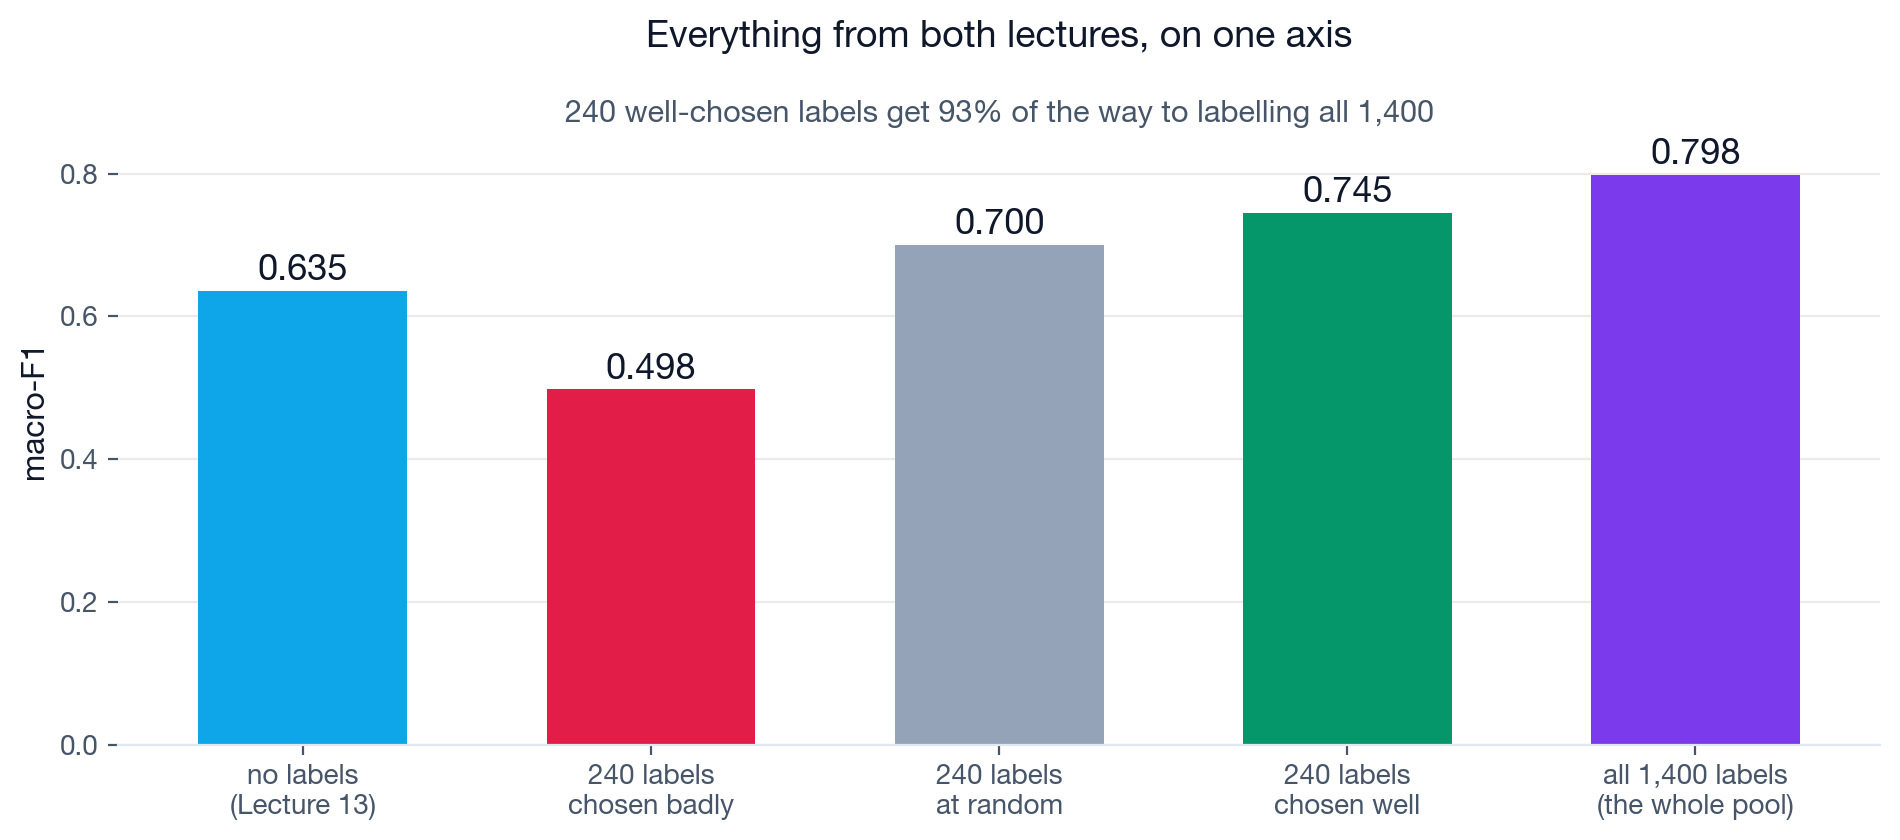 Everything from both lectures, on one axis
240 well-chosen labels get 93% of the way to labelling all 1,400
macro-F1
0.8
0.6
0.4
0.2
0.0
0.635
0.498
0.700
0.745
0.798
no labels
(Lecture 13)
240 labels
chosen badly
240 labels
at random
240 labels
chosen well
all 1,400 labels
(the whole pool)